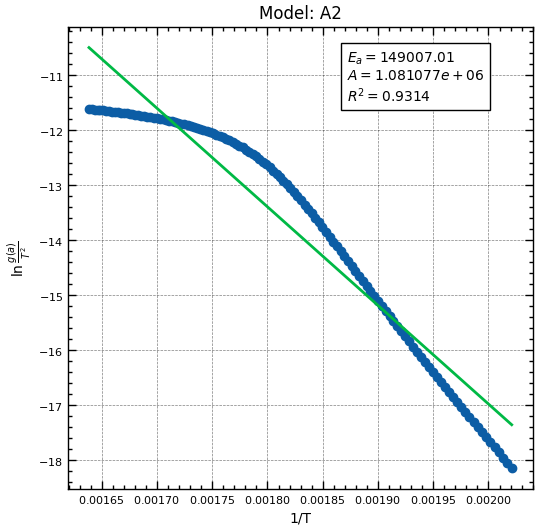 Model: A2
E_a = 149007.01
A = 1.081077e + 06
R^2 = 0.9314
−11
−12
−13
−14
−15
−16
−17
−18
ln g(a)/T^2
0.00165 0.00170 0.00175 0.00180 0.00185 0.00190 0.00195 0.00200
1/T